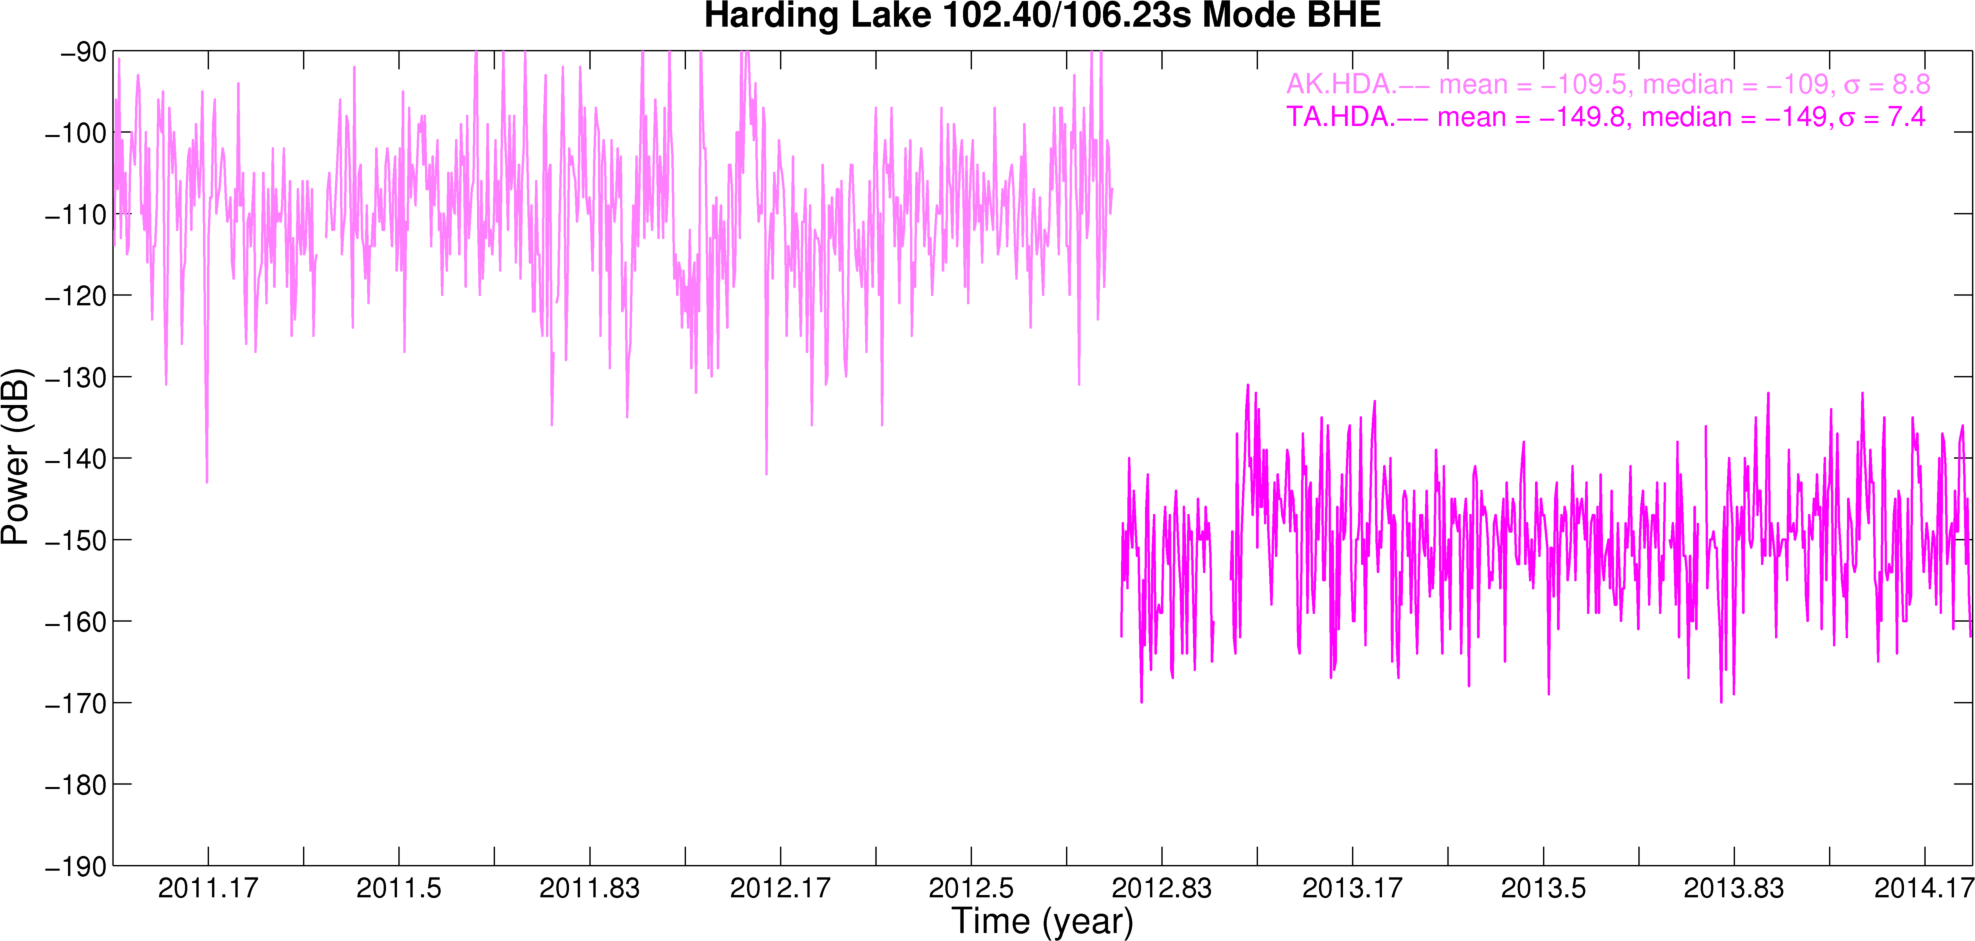 Harding Lake 102.40/106.23s Mode BHE
AK.HDA.−− mean = −109.5, median = −109, σ = 8.8
TA.HDA.−− mean = −149.8, median = −149, σ = 7.4
Power (dB)
−90
−100
−110
−120
−130
−140
−150
−160
−170
−180
−190
2011.17 2011.5 2011.83 2012.17 2012.5 2012.83 2013.17 2013.5 2013.83 2014.17
Time (year)